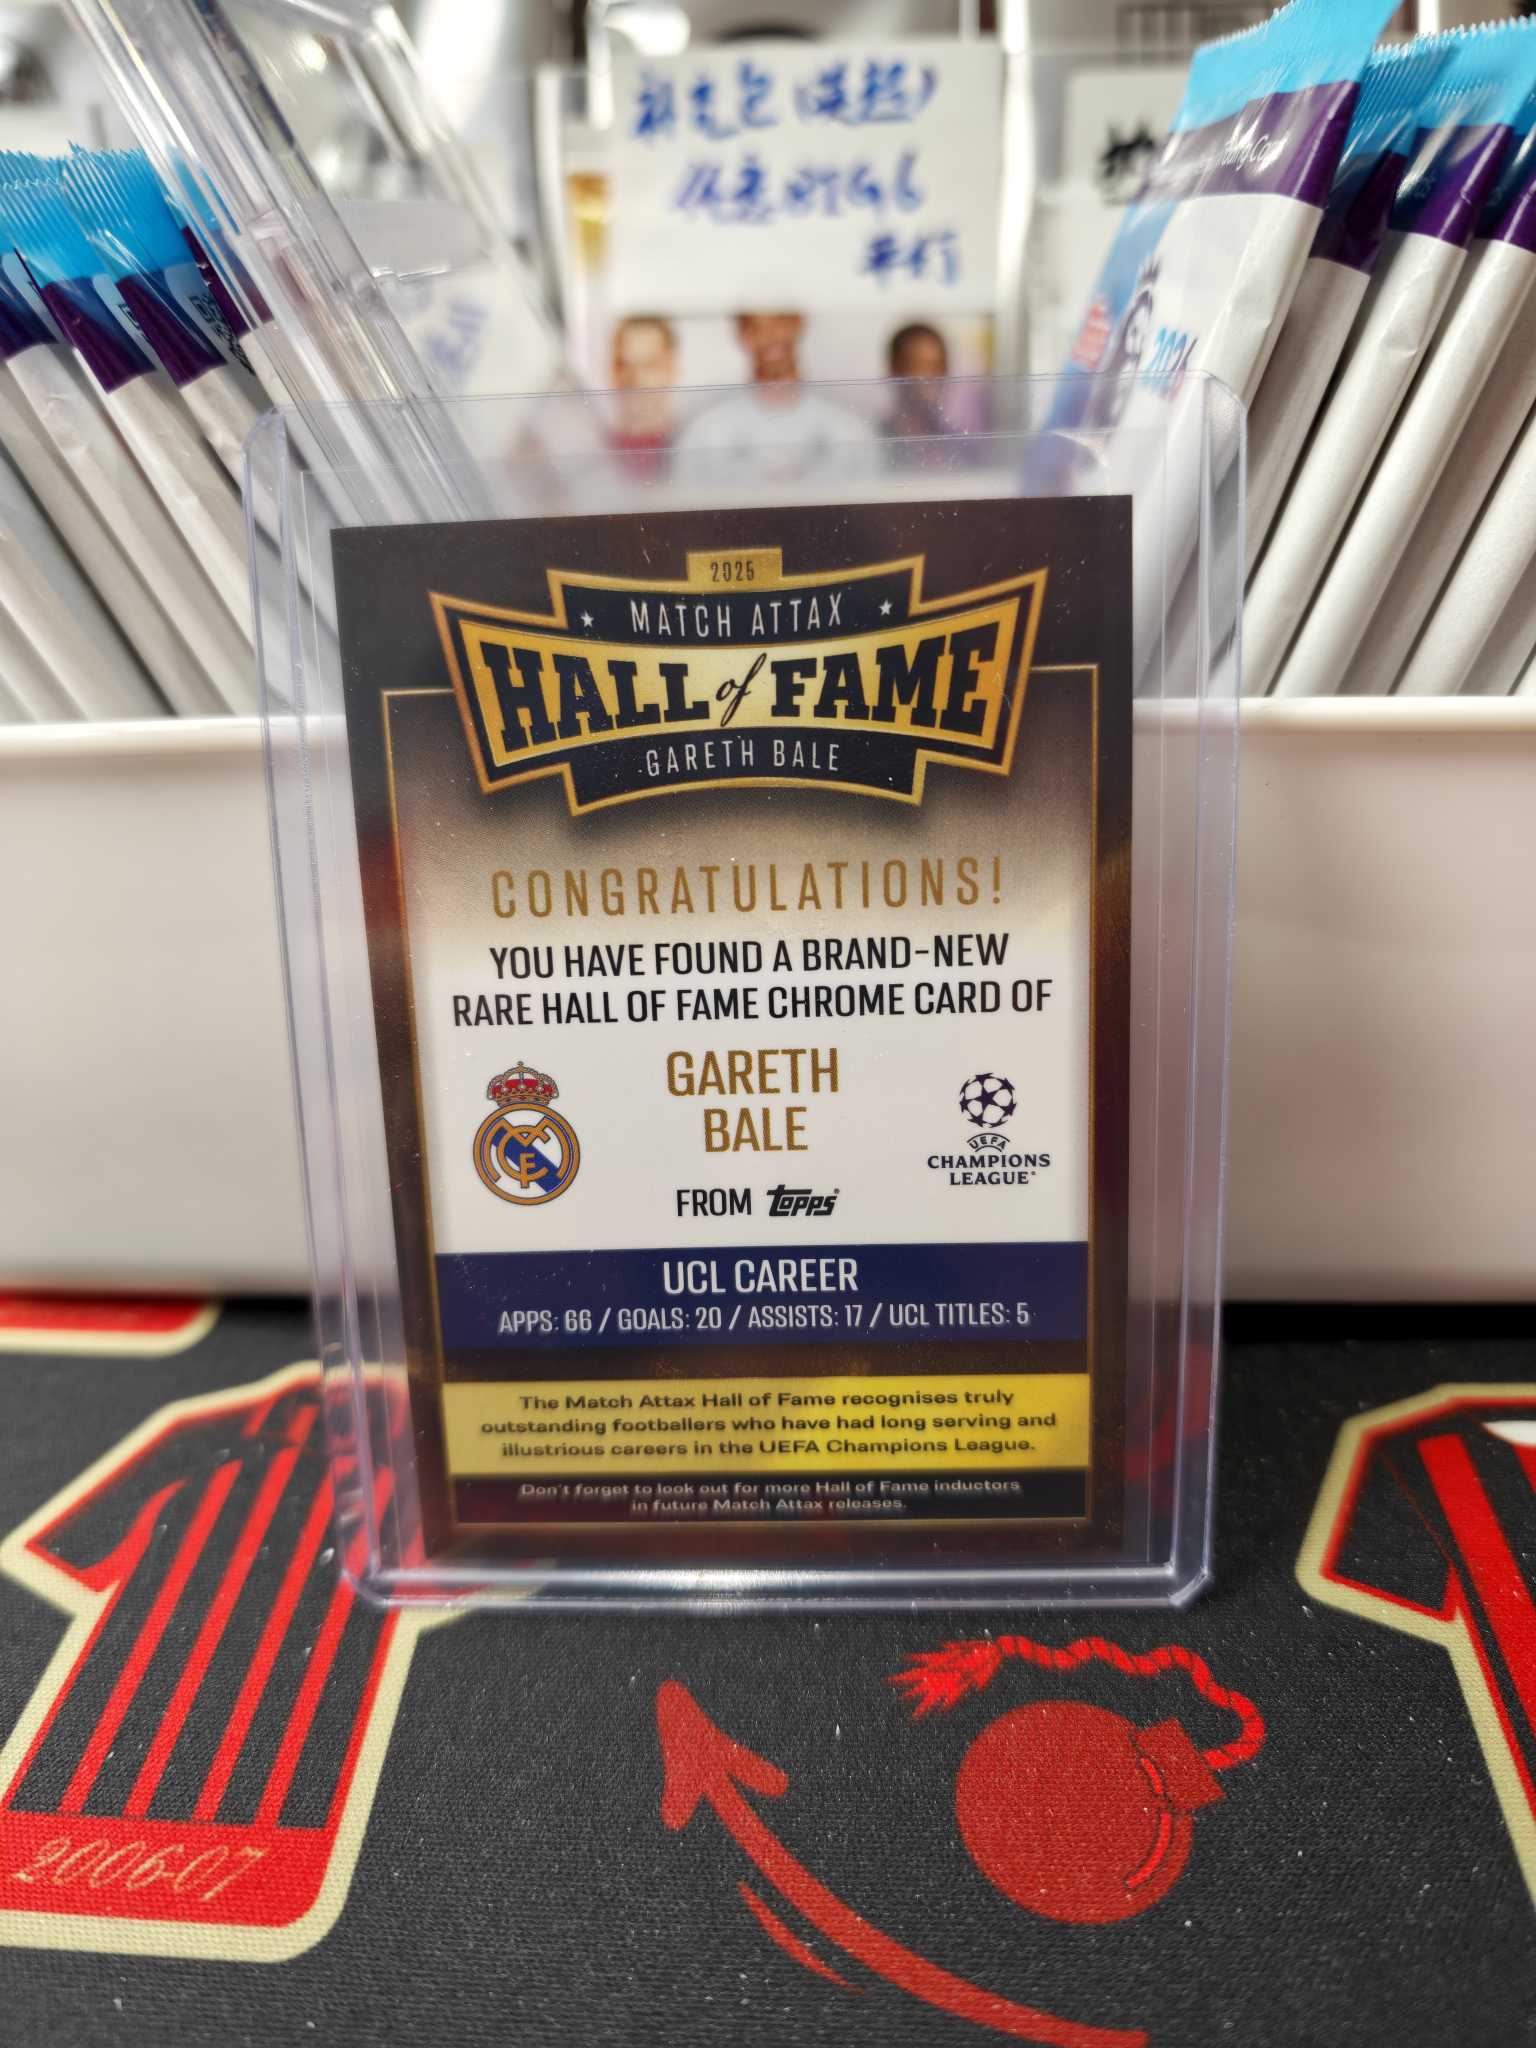 2025
MATCH ATTAX
HALL of FAME
GARETH BALE
CONGRATULATIONS!
YOU HAVE FOUND A BRAND-NEW
RARE HALL OF FAME CHROME CARD OF
GARETH
BALE
FROM topps
UEFA
CHAMPIONS
LEAGUE
UCL CAREER
APPS: 66 / GOALS: 20 / ASSISTS: 17 / UCL TITLES: 5
The Match Attax Hall of Fame recognises truly
outstanding footballers who have had long serving and
illustrious careers in the UEFA Champions League.
Don't forget to look out for more Hall of Fame inductors
in future Match Attax releases.
2006-07